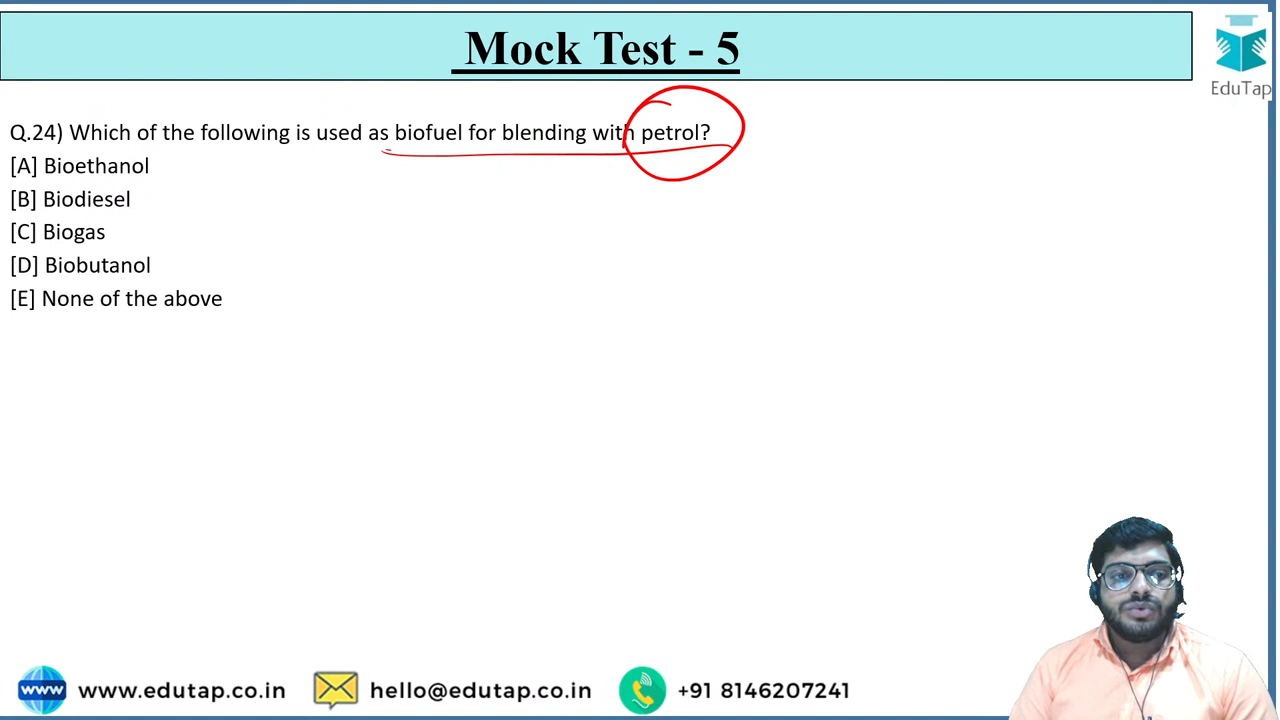 Mock Test - 5
EduTap
Q.24) Which of the following is used as biofuel for blending with petrol?
[A] Bioethanol
[B] Biodiesel
[C] Biogas
[D] Biobutanol
[E] None of the above
www www.edutap.co.in hello@edutap.co.in +91 8146207241